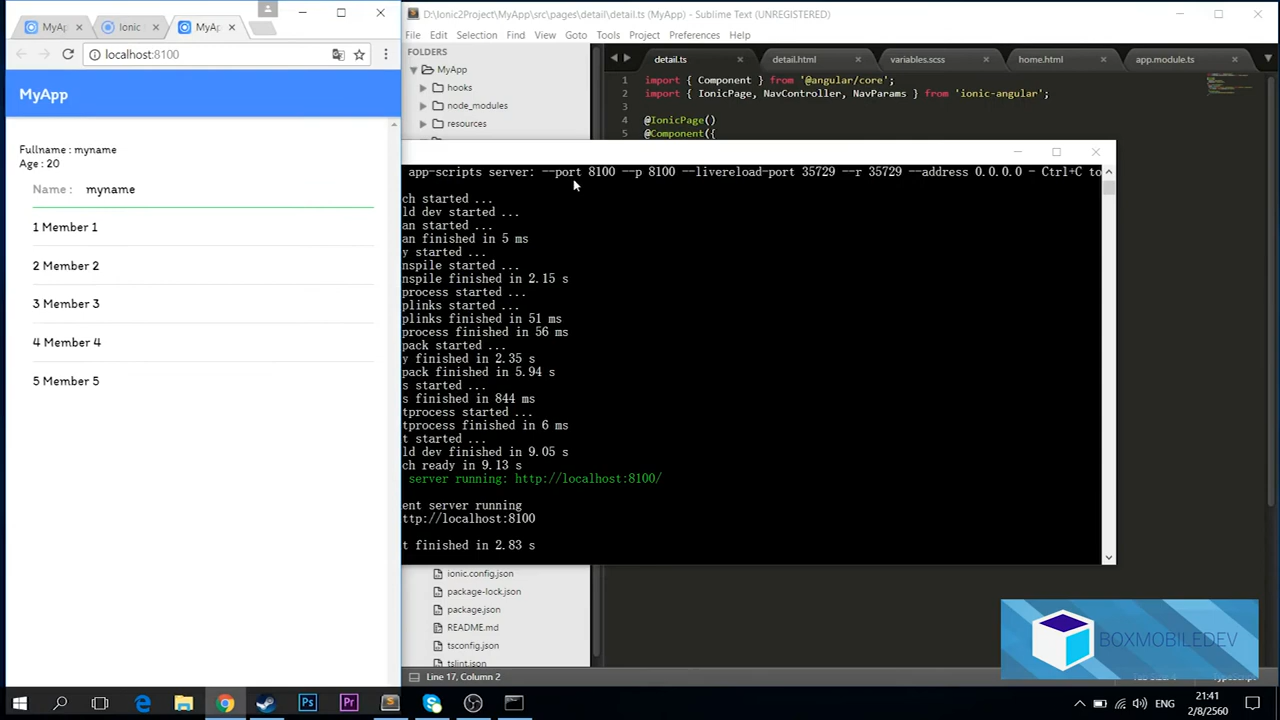 MyAp
Ionic
MyAp
localhost:8100
MyApp
Fullname : myname
Age : 20
Name :
myname
1 Member 1
2 Member 2
3 Member 3
4 Member 4
5 Member 5
D:\Ionic2Project\MyApp\src\pages\detail\detail.ts (MyApp) - Sublime Text (UNREGISTERED)
File Edit Selection Find View Goto Tools Project Preferences Help
FOLDERS
MyApp
hooks
node_modules
resources
detail.ts
detail.html
variables.scss
home.html
app.module.ts
1 import { Component } from '@angular/core';
2 import { IonicPage, NavController, NavParams } from 'ionic-angular';
3
4 @IonicPage()
5 @Component({
app-scripts server: --port 8100 --p 8100 --livereload-port 35729 --r 35729 --address 0.0.0.0 - Ctrl+C to
ch started ...
ld dev started ...
an started ...
an finished in 5 ms
y started ...
nspile started ...
nspile finished in 2.15 s
process started ...
plinks started ...
plinks finished in 51 ms
process finished in 56 ms
pack started ...
y finished in 2.35 s
pack finished in 5.94 s
s started ...
s finished in 844 ms
tprocess started ...
tprocess finished in 6 ms
t started ...
ld dev finished in 9.05 s
ch ready in 9.13 s
server running: http://localhost:8100/
ent server running
ttp://localhost:8100
t finished in 2.83 s
ionic.config.json
package-lock.json
package.json
README.md
tsconfig.json
tslint.json
Line 17, Column 2
BOXMOBILEDEV
ENG
21:41
2/8/2560